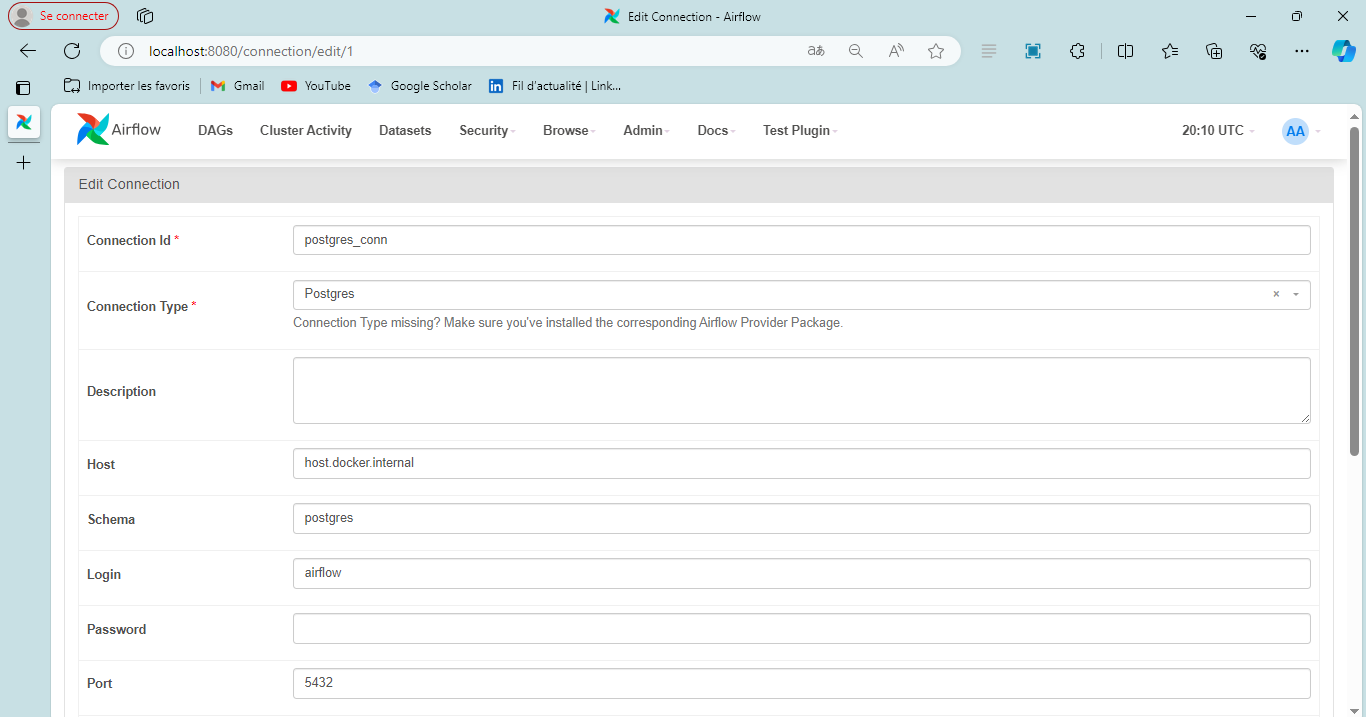 Se connecter
Edit Connection - Airflow
localhost:8080/connection/edit/1
aあ
A
Importer les favoris
Gmail
YouTube
Google Scholar
Fil d'actualité | Link...
Airflow
DAGs
Cluster Activity
Datasets
Security
Browse
Admin
Docs
Test Plugin
20:10 UTC
AA
Edit Connection
Connection Id *
postgres_conn
Connection Type *
Postgres
×
Connection Type missing? Make sure you've installed the corresponding Airflow Provider Package.
Description
Host
host.docker.internal
Schema
postgres
Login
airflow
Password
Port
5432